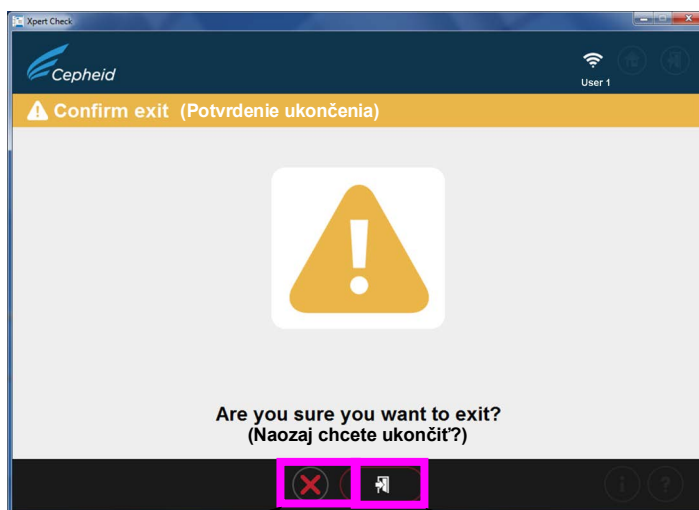 Xpert Check
Cepheid
User 1
Confirm exit (Potvrdenie ukončenia)
Are you sure you want to exit?
(Naozaj chcete ukončiť?)